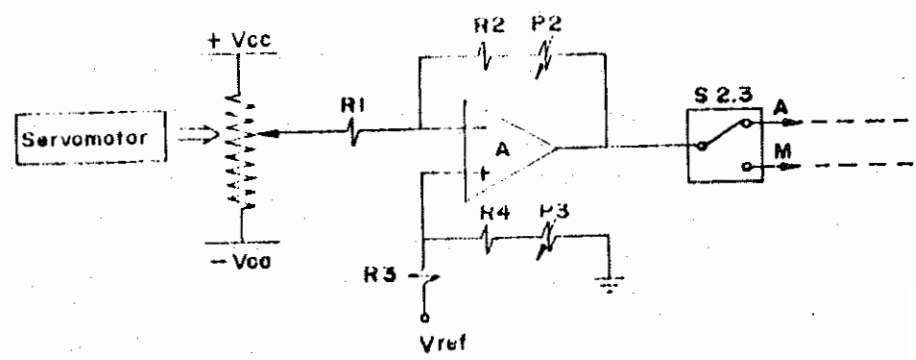 + Vcc
R2
P2
S 2.3
R1
A
Servomotor
−
A
M
+
R4
P3
− Vcc
R3
Vref